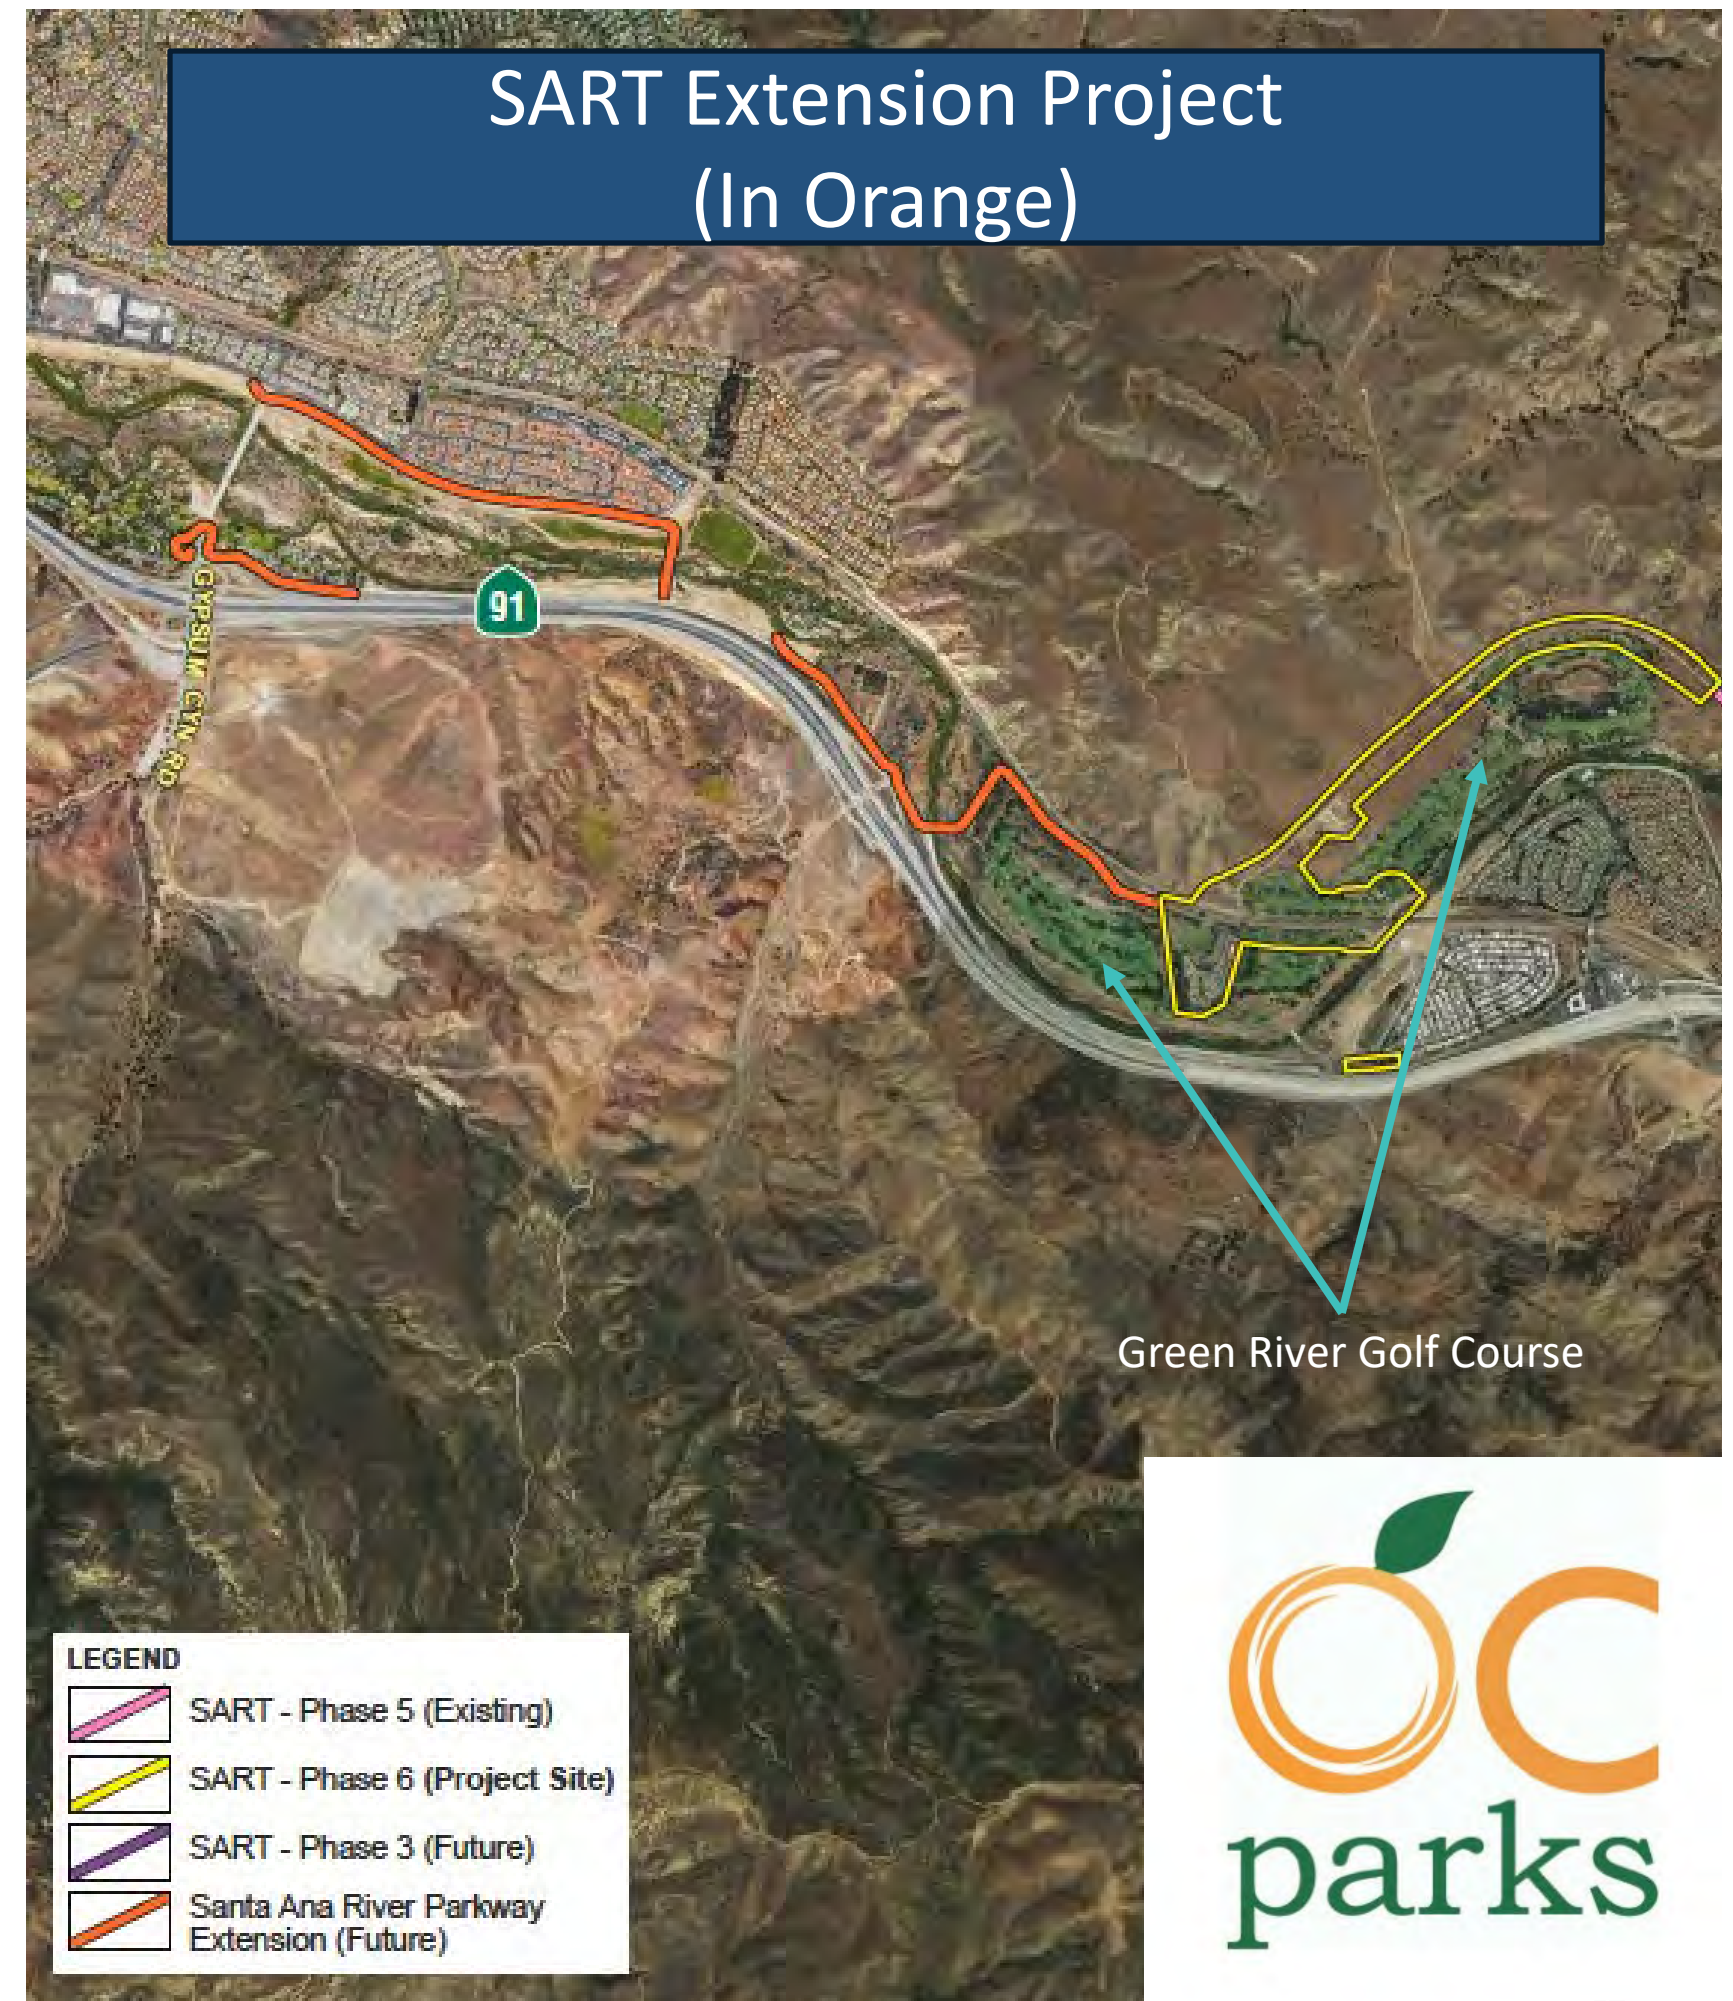 SART Extension Project
(In Orange)
91
GYPSUM CYN RD
Green River Golf Course
LEGEND
SART - Phase 5 (Existing)
SART - Phase 6 (Project Site)
SART - Phase 3 (Future)
Santa Ana River Parkway
Extension (Future)
OC
parks